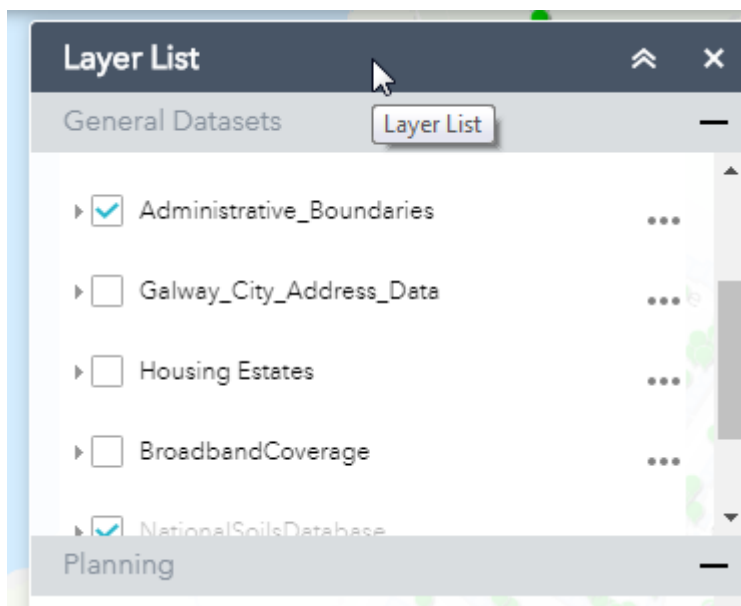 Layer List
General Datasets
Layer List
Administrative_Boundaries
Galway_City_Address_Data
Housing Estates
BroadbandCoverage
NationalSoilsDatabase
Planning